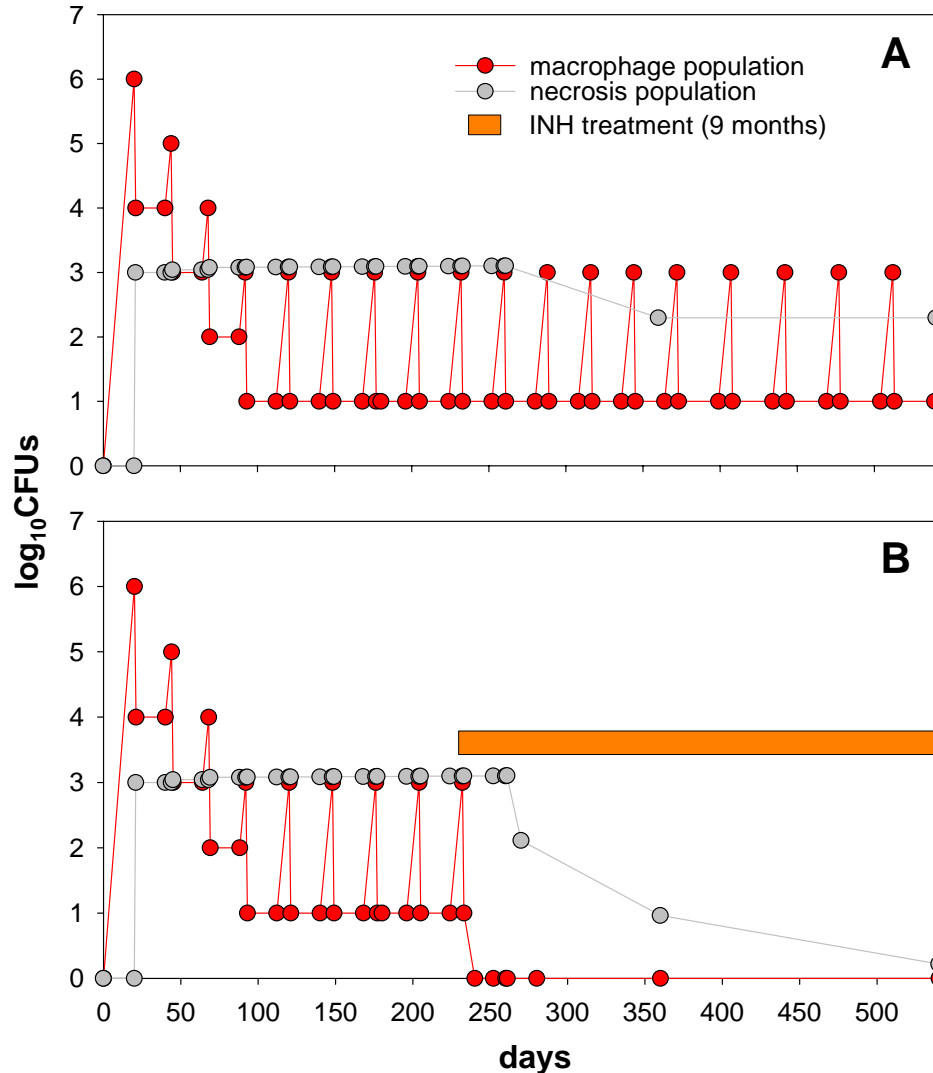 7
6
5
4
3
2
1
0
A
macrophage population
necrosis population
INH treatment (9 months)
log₁₀CFUs
7
6
5
4
3
2
1
0
B
0 50 100 150 200 250 300 350 400 450 500
days